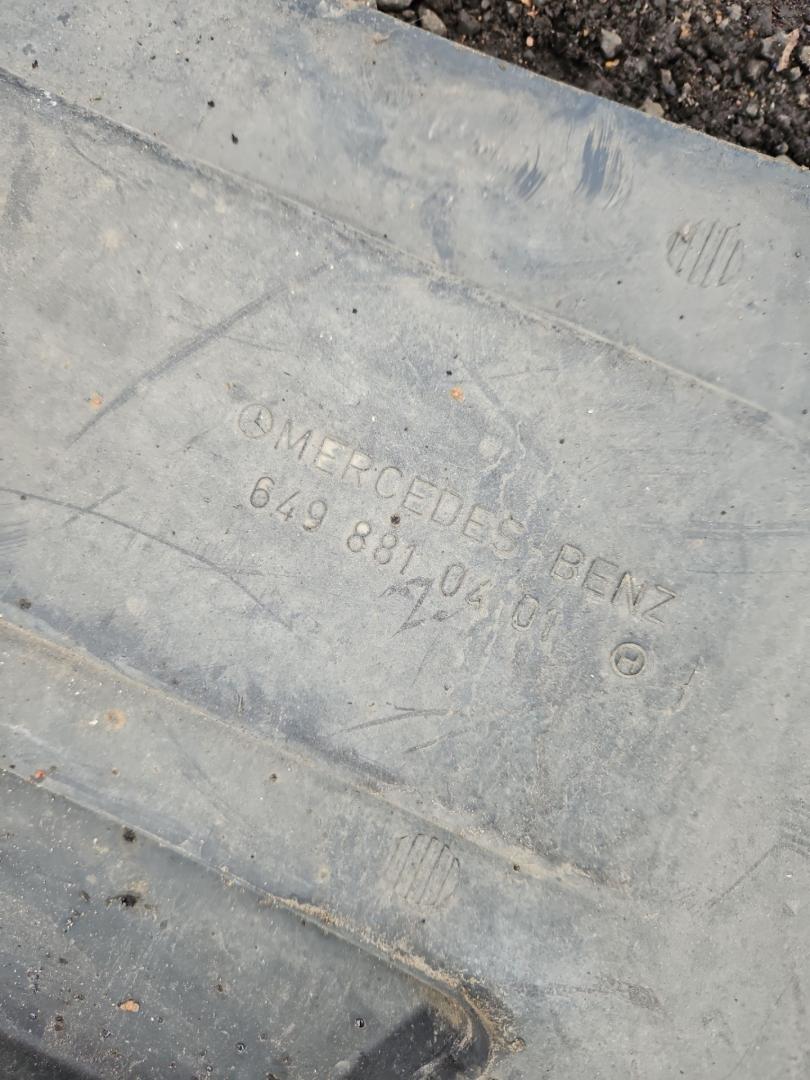 MERCEDES-BENZ
649 881 04 01
H